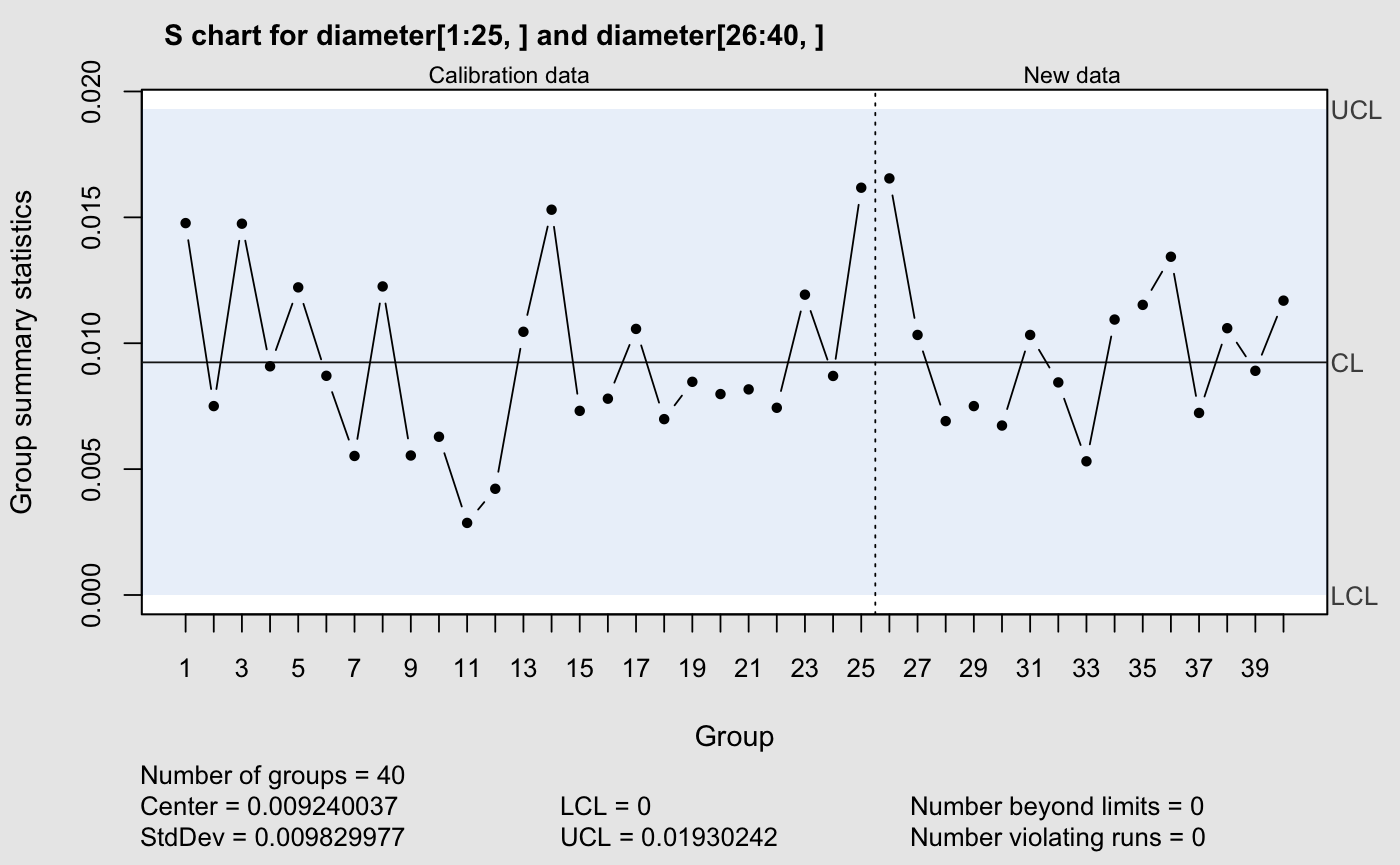 S chart for diameter[1:25, ] and diameter[26:40, ]
Calibration data
New data
Group summary statistics
0.020
0.015
0.010
0.005
0.000
UCL
CL
LCL
1 3 5 7 9 11 13 15 17 19 21 23 25 27 29 31 33 35 37 39
Group
Number of groups = 40
Center = 0.009240037 LCL = 0 Number beyond limits = 0
StdDev = 0.009829977 UCL = 0.01930242 Number violating runs = 0